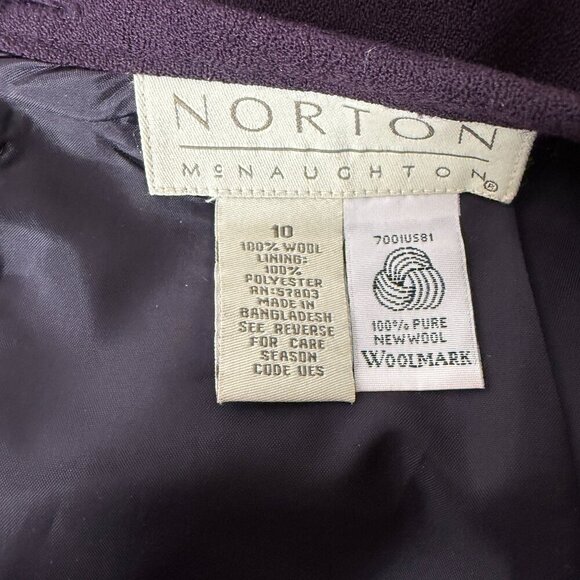 NORTON
McNAUGHTON®
10
100% WOOL
LINING:
100%
POLYESTER
RN:57803
MADE IN
BANGLADESH
SEE REVERSE
FOR CARE
SEASON
CODE UES
7001US81
100% PURE
NEW WOOL
WOOLMARK